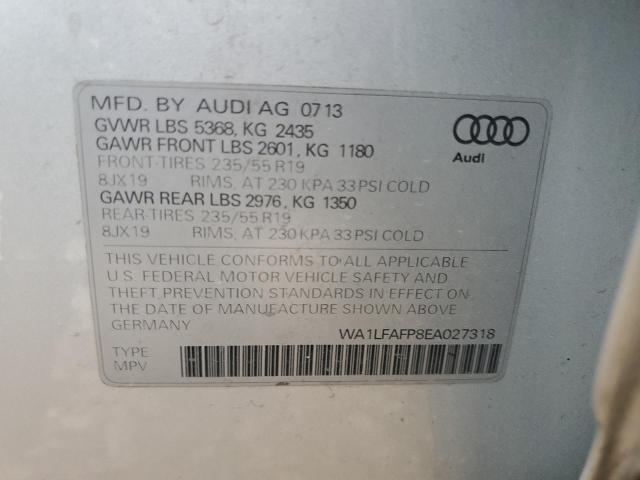 MFD. BY AUDI AG 0713
GVWR LBS 5368, KG 2435
GAWR FRONT LBS 2601, KG 1180
FRONT-TIRES 235/55 R19
8JX19 RIMS, AT 230 KPA 33 PSI COLD
GAWR REAR LBS 2976, KG 1350
REAR-TIRES 235/55 R19
8JX19 RIMS, AT 230 KPA 33 PSI COLD
Audi
THIS VEHICLE CONFORMS TO ALL APPLICABLE
U.S. FEDERAL MOTOR VEHICLE SAFETY AND
THEFT PREVENTION STANDARDS IN EFFECT ON
THE DATE OF MANUFACTURE SHOWN ABOVE
GERMANY
WA1LFAFP8EA027318
TYPE
MPV